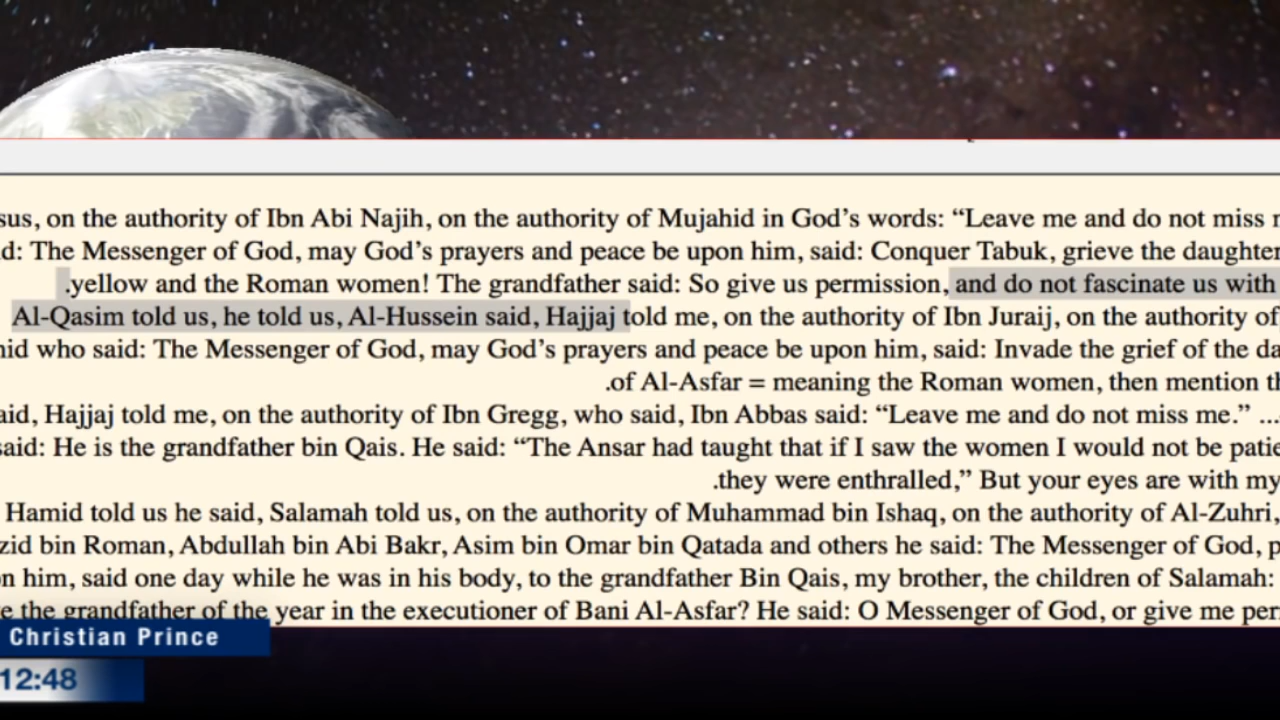 sus, on the authority of Ibn Abi Najih, on the authority of Mujahid in God's words: “Leave me and do not miss
d: The Messenger of God, may God's prayers and peace be upon him, said: Conquer Tabuk, grieve the daughter
.yellow and the Roman women! The grandfather said: So give us permission, and do not fascinate us with
Al-Qasim told us, he told us, Al-Hussein said, Hajjaj told me, on the authority of Ibn Juraij, on the authority of
hid who said: The Messenger of God, may God's prayers and peace be upon him, said: Invade the grief of the da
.of Al-Asfar = meaning the Roman women, then mention th
aid, Hajjaj told me, on the authority of Ibn Gregg, who said, Ibn Abbas said: “Leave me and do not miss me.” ...
said: He is the grandfather bin Qais. He said: “The Ansar had taught that if I saw the women I would not be patie
.they were enthralled,” But your eyes are with my
Hamid told us he said, Salamah told us, on the authority of Muhammad bin Ishaq, on the authority of Al-Zuhri,
zid bin Roman, Abdullah bin Abi Bakr, Asim bin Omar bin Qatada and others he said: The Messenger of God, p
on him, said one day while he was in his body, to the grandfather Bin Qais, my brother, the children of Salamah:
e the grandfather of the year in the executioner of Bani Al-Asfar? He said: O Messenger of God, or give me per
Christian Prince
12:48